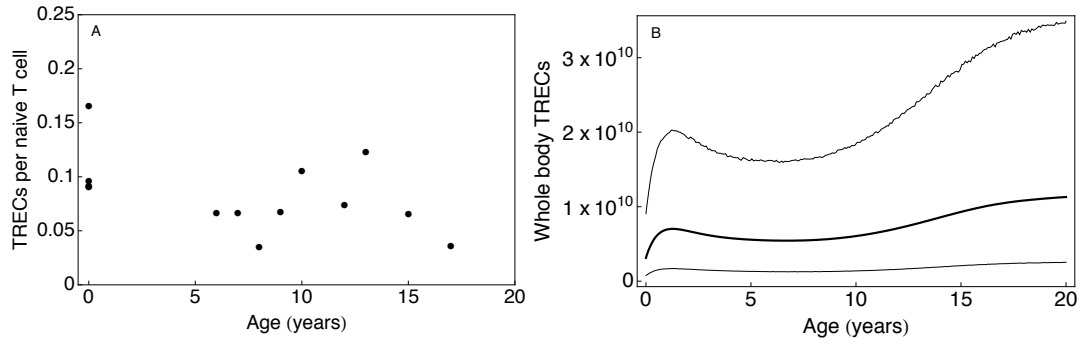 A
TRECs per naive T cell
0.25
0.2
0.15
0.1
0.05
0
0 5 10 15 20
Age (years)
B
Whole body TRECs
3 x 10¹⁰
2 x 10¹⁰
1 x 10¹⁰
0
0 5 10 15 20
Age (years)